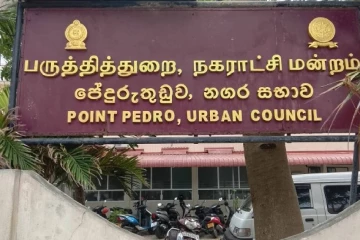 பருத்தித்துறை, நகராட்சி மன்றம்
පේදුරුතුඩුව, නගර සභාව
POINT PEDRO, URBAN COUNCIL